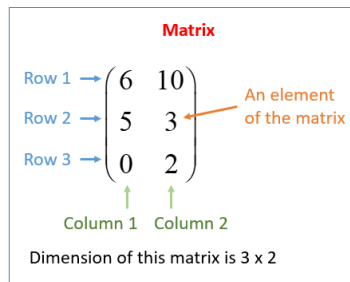 Matrix
Row 1 6 10
Row 2 5 3
Row 3 0 2
An element
of the matrix
Column 1 Column 2
Dimension of this matrix is 3 x 2